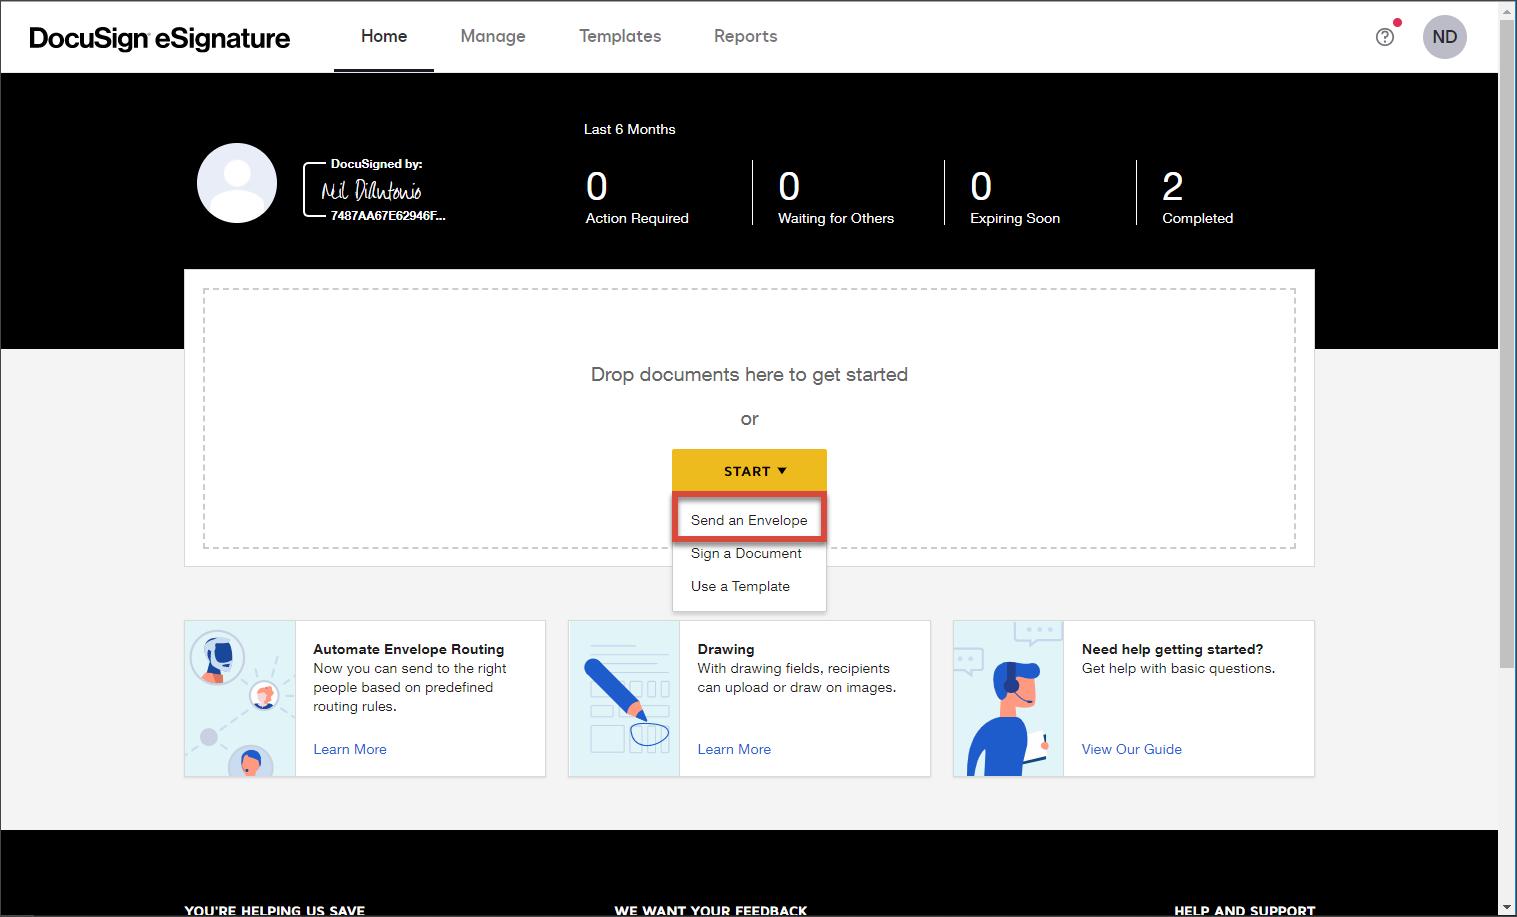 DocuSign eSignature
Home
Manage
Templates
Reports
ND
Last 6 Months
DocuSigned by:
Neil DiAntonio
7487AA67E62946F...
0
Action Required
0
Waiting for Others
0
Expiring Soon
2
Completed
Drop documents here to get started
or
START
Send an Envelope
Sign a Document
Use a Template
Automate Envelope Routing
Now you can send to the right
people based on predefined
routing rules.
Learn More
Drawing
With drawing fields, recipients
can upload or draw on images.
Learn More
Need help getting started?
Get help with basic questions.
View Our Guide
YOU'RE HELPING US SAVE
WE WANT YOUR FEEDBACK
HELP AND SUPPORT